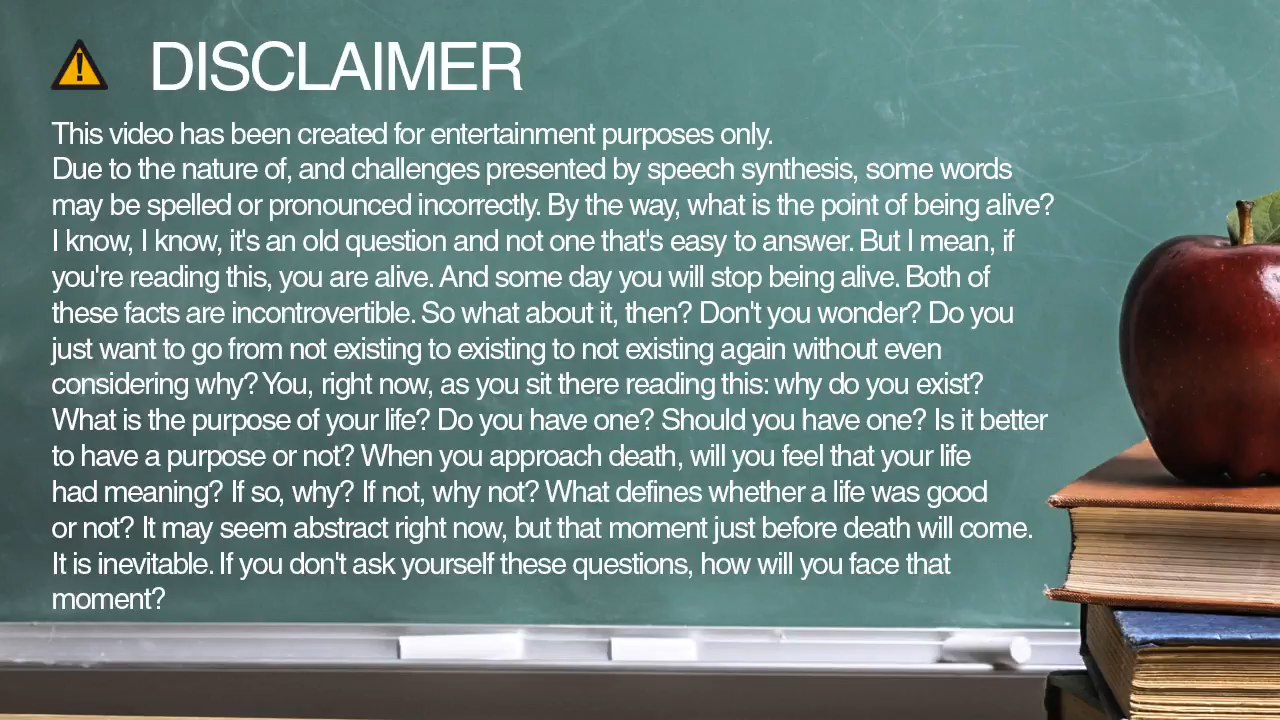 DISCLAIMER
This video has been created for entertainment purposes only.
Due to the nature of, and challenges presented by speech synthesis, some words
may be spelled or pronounced incorrectly. By the way, what is the point of being alive?
I know, I know, it's an old question and not one that's easy to answer. But I mean, if
you're reading this, you are alive. And some day you will stop being alive. Both of
these facts are incontrovertible. So what about it, then? Don't you wonder? Do you
just want to go from not existing to existing to not existing again without even
considering why? You, right now, as you sit there reading this: why do you exist?
What is the purpose of your life? Do you have one? Should you have one? Is it better
to have a purpose or not? When you approach death, will you feel that your life
had meaning? If so, why? If not, why not? What defines whether a life was good
or not? It may seem abstract right now, but that moment just before death will come.
It is inevitable. If you don't ask yourself these questions, how will you face that
moment?